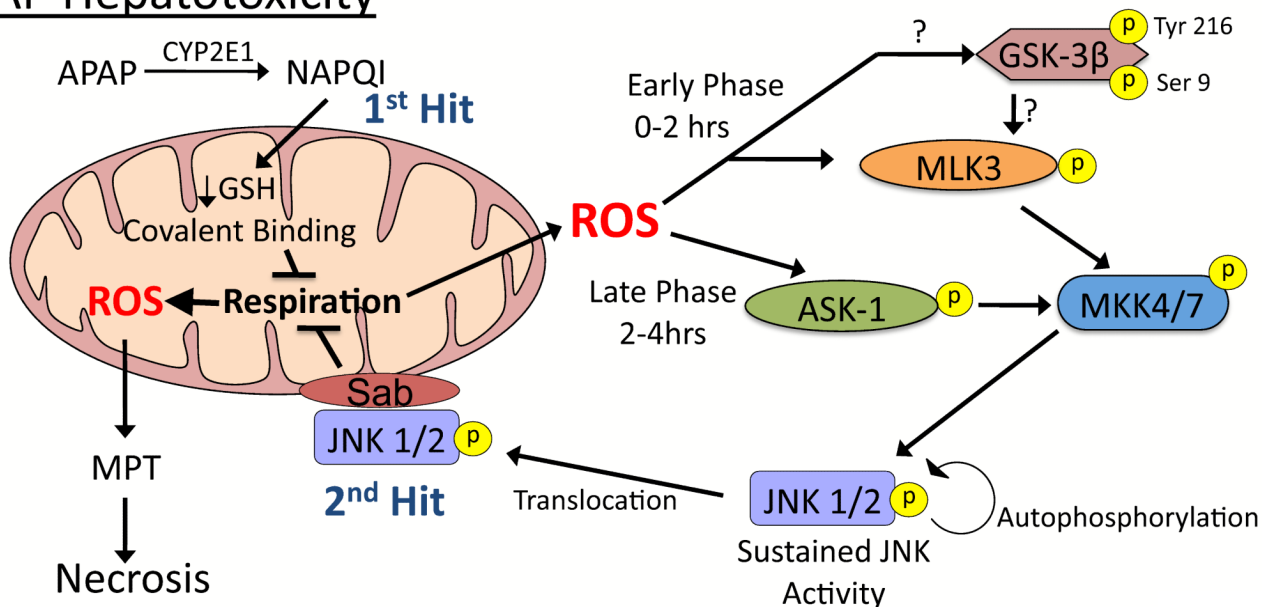 Hepatotoxicity
APAP
CYP2E1
NAPQI
1st Hit
↓GSH
Covalent Binding
ROS
Respiration
Sab
JNK 1/2
p
2nd Hit
MPT
Necrosis
ROS
Early Phase
0-2 hrs
?
GSK-3β
p
Tyr 216
p
Ser 9
?
MLK3
p
Late Phase
2-4hrs
ASK-1
p
MKK4/7
p
JNK 1/2
p
Autophosphorylation
Sustained JNK
Activity
Translocation